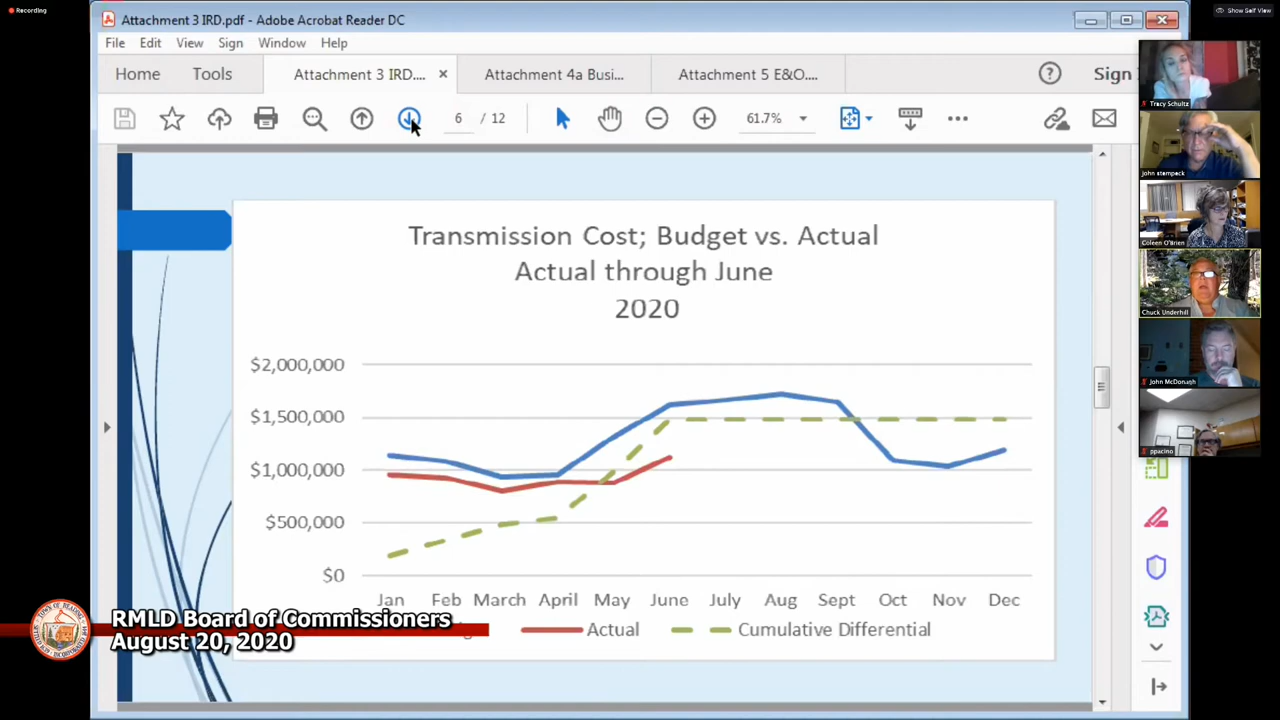 Recording
Show Self View
Attachment 3 IRD.pdf - Adobe Acrobat Reader DC
File Edit View Sign Window Help
Home Tools Attachment 3 IRD.... × Attachment 4a Busi... Attachment 5 E&O.... Sign
6 / 12 61.7%
Tracy Schultz
john stempeck
Coleen O'Brien
Chuck Underhill
John McDonagh
ppacino
Transmission Cost; Budget vs. Actual
Actual through June
2020
$2,000,000
$1,500,000
$1,000,000
$500,000
$0
Jan Feb March April May June July Aug Sept Oct Nov Dec
Actual Cumulative Differential
RMLD Board of Commissioners
August 20, 2020